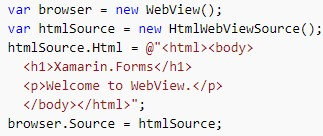 var browser = new WebView();
var htmlSource = new HtmlWebViewSource();
htmlSource.Html = @"<html><body>
  <h1>Xamarin.Forms</h1>
  <p>Welcome to WebView.</p>
  </body></html>";
browser.Source = htmlSource;